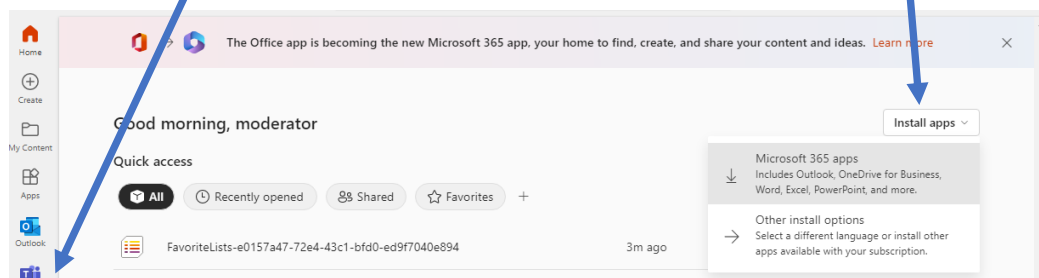 Home
The Office app is becoming the new Microsoft 365 app, your home to find, create, and share your content and ideas. Learn more
Create
Good morning, moderator
Install apps
My Content
Quick access
Microsoft 365 apps
Includes Outlook, OneDrive for Business,
Word, Excel, PowerPoint, and more.
Apps
All
Recently opened
Shared
Favorites
Other install options
Select a different language or install other
apps available with your subscription.
Outlook
FavoriteLists-e0157a47-72e4-43c1-bfd0-ed9f7040e894
3m ago